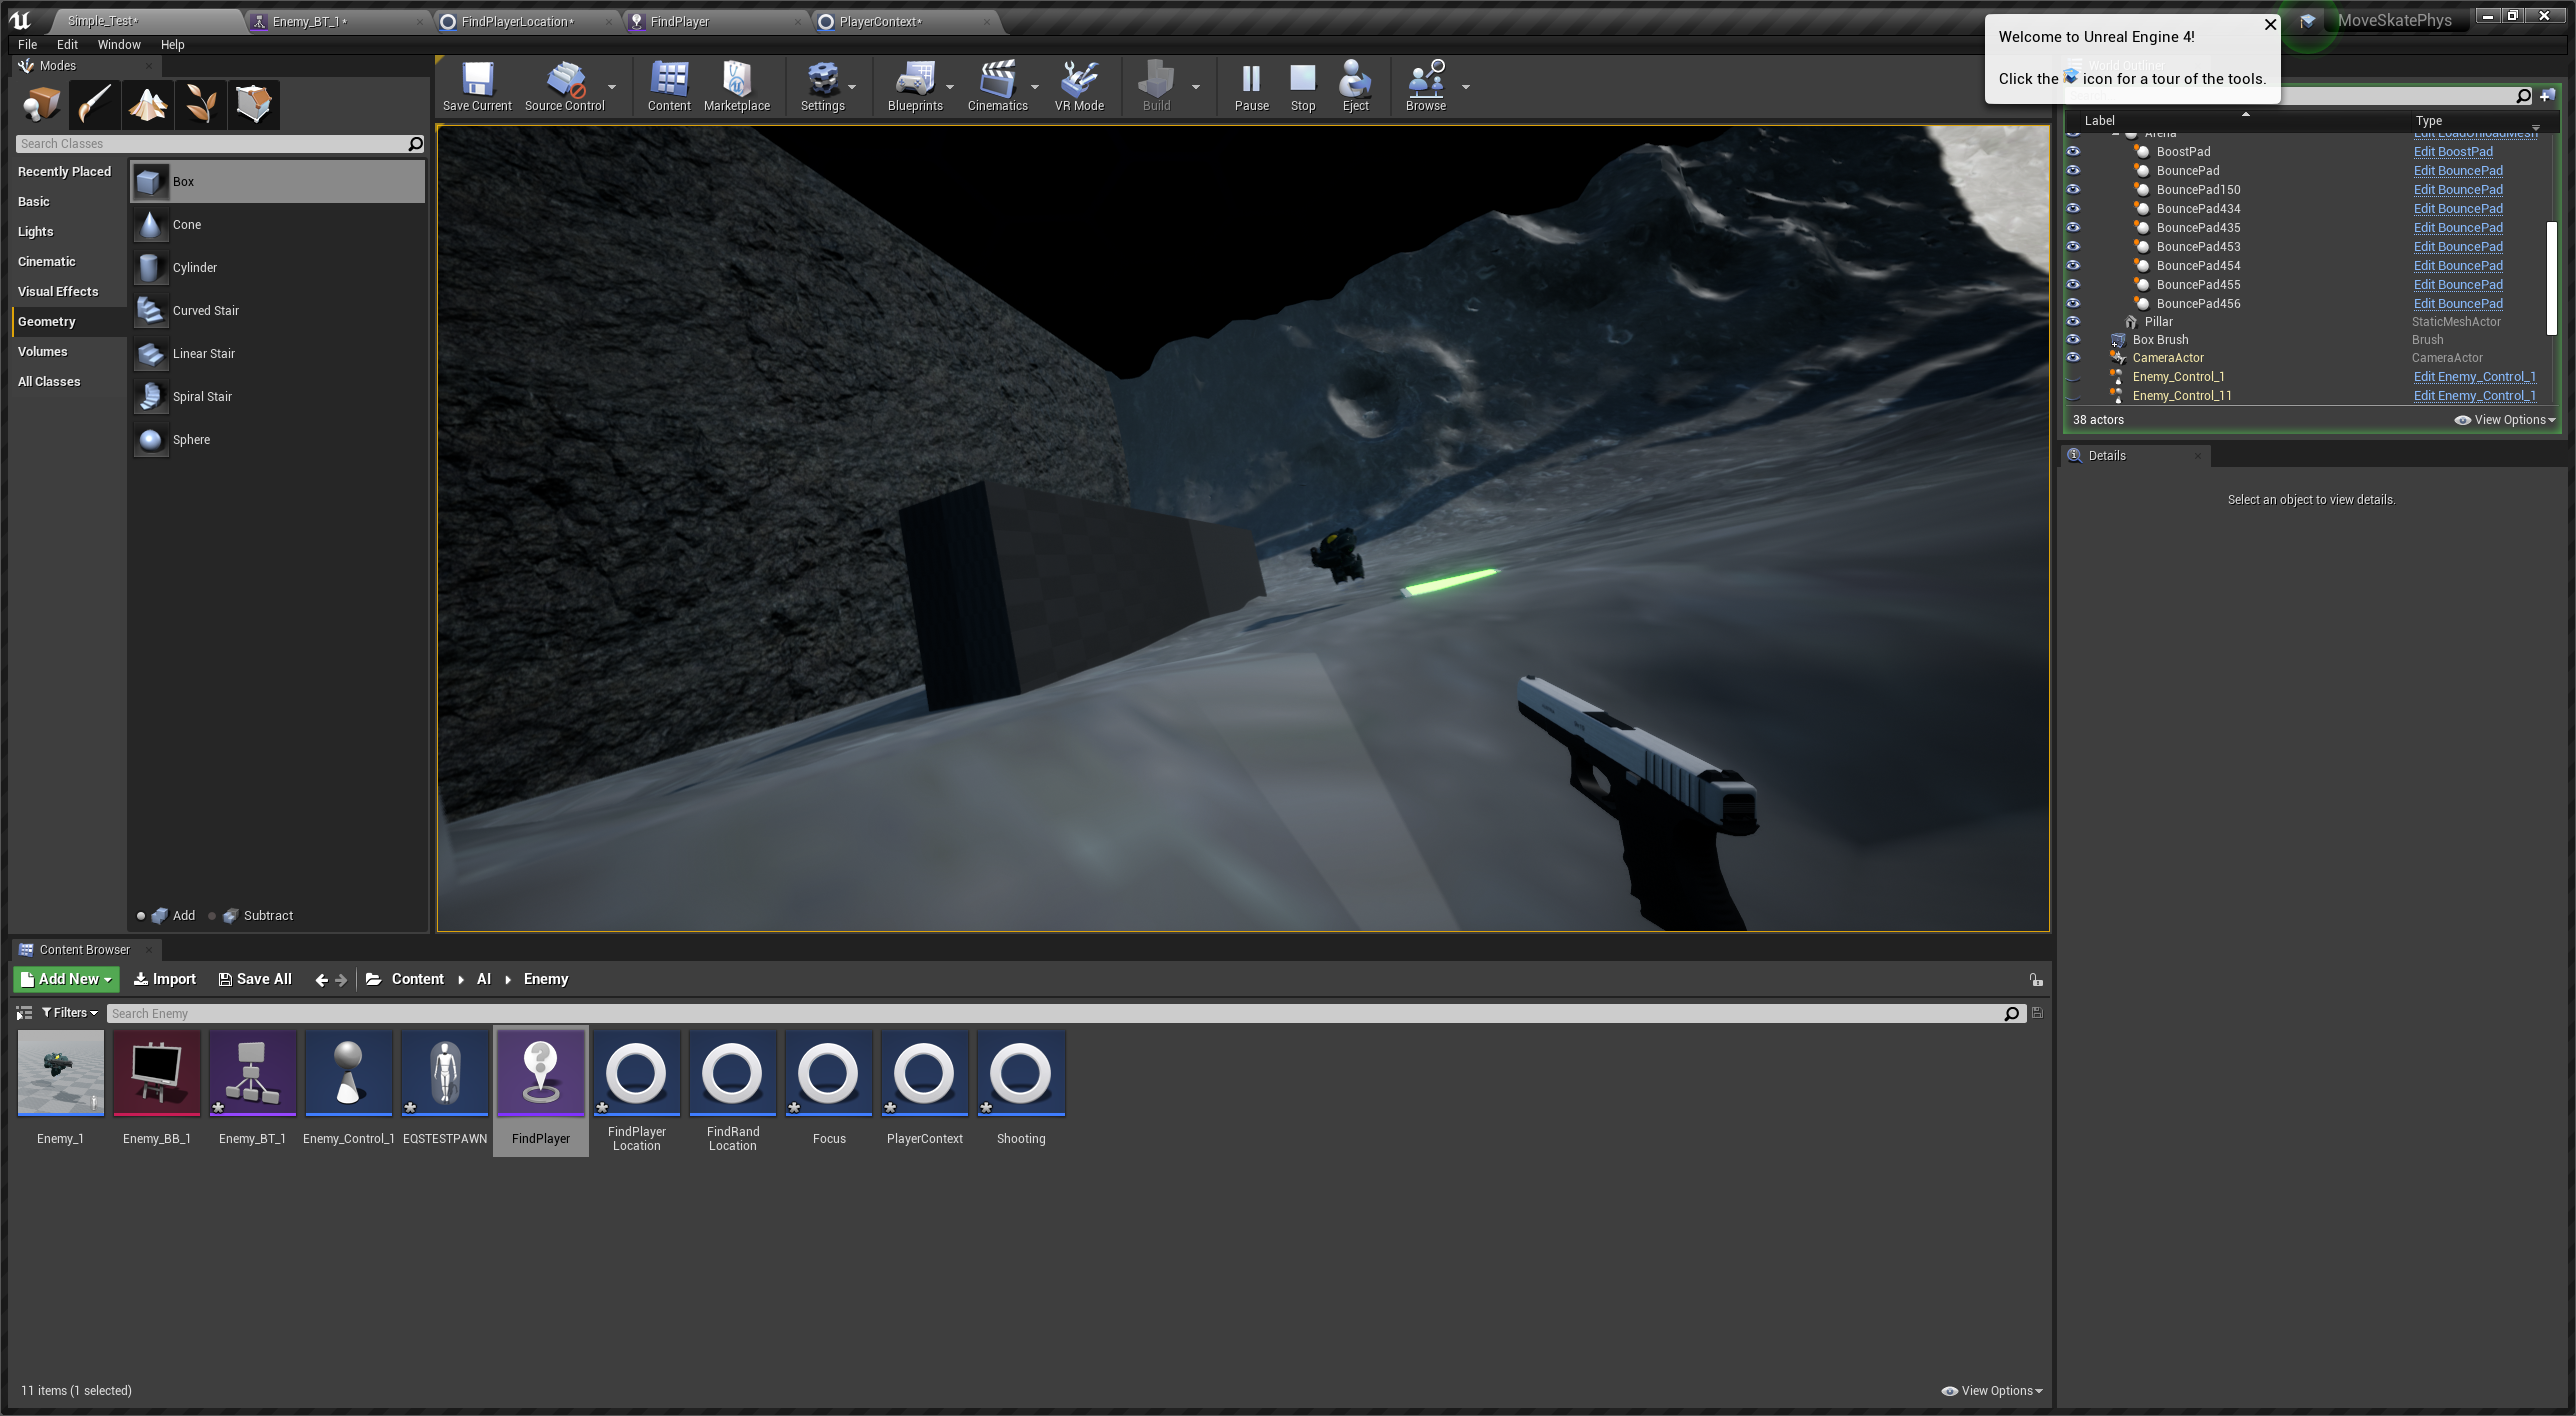 Simple_Test*
Enemy_BT_1*
FindPlayerLocation*
FindPlayer
PlayerContext*
MoveSkatePhys
File Edit Window Help
Welcome to Unreal Engine 4!
Click the icon for a tour of the tools.
Modes
Save Current
Source Control
Content
Marketplace
Settings
Blueprints
Cinematics
VR Mode
Build
Pause
Stop
Eject
Browse
World Outliner
Search Classes
Recently Placed
Basic
Lights
Cinematic
Visual Effects
Geometry
Volumes
All Classes
Box
Cone
Cylinder
Curved Stair
Linear Stair
Spiral Stair
Sphere
Add
Subtract
Label Type
Arena Edit LoadUnloadMesh
BoostPad Edit BoostPad
BouncePad Edit BouncePad
BouncePad150 Edit BouncePad
BouncePad434 Edit BouncePad
BouncePad435 Edit BouncePad
BouncePad453 Edit BouncePad
BouncePad454 Edit BouncePad
BouncePad455 Edit BouncePad
BouncePad456 Edit BouncePad
Pillar StaticMeshActor
Box Brush Brush
CameraActor CameraActor
Enemy_Control_1 Edit Enemy_Control_1
Enemy_Control_11 Edit Enemy_Control_1
38 actors
View Options
Details
Select an object to view details.
Content Browser
Add New
Import
Save All
Content
AI
Enemy
Filters
Search Enemy
Enemy_1
Enemy_BB_1
Enemy_BT_1
Enemy_Control_1
EQSTESTPAWN
FindPlayer
FindPlayer
Location
FindRand
Location
Focus
PlayerContext
Shooting
11 items (1 selected)
View Options